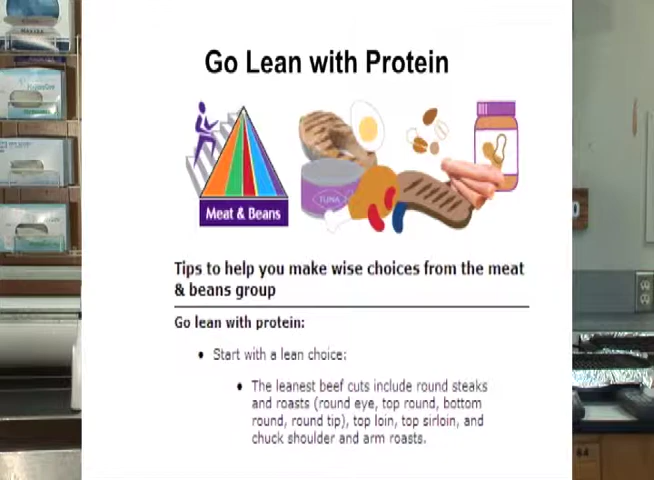 Go Lean with Protein
Meat & Beans
TUNA
Tips to help you make wise choices from the meat
& beans group
Go lean with protein:
• Start with a lean choice:
• The leanest beef cuts include round steaks
and roasts (round eye, top round, bottom
round, round tip), top loin, top sirloin, and
chuck shoulder and arm roasts.